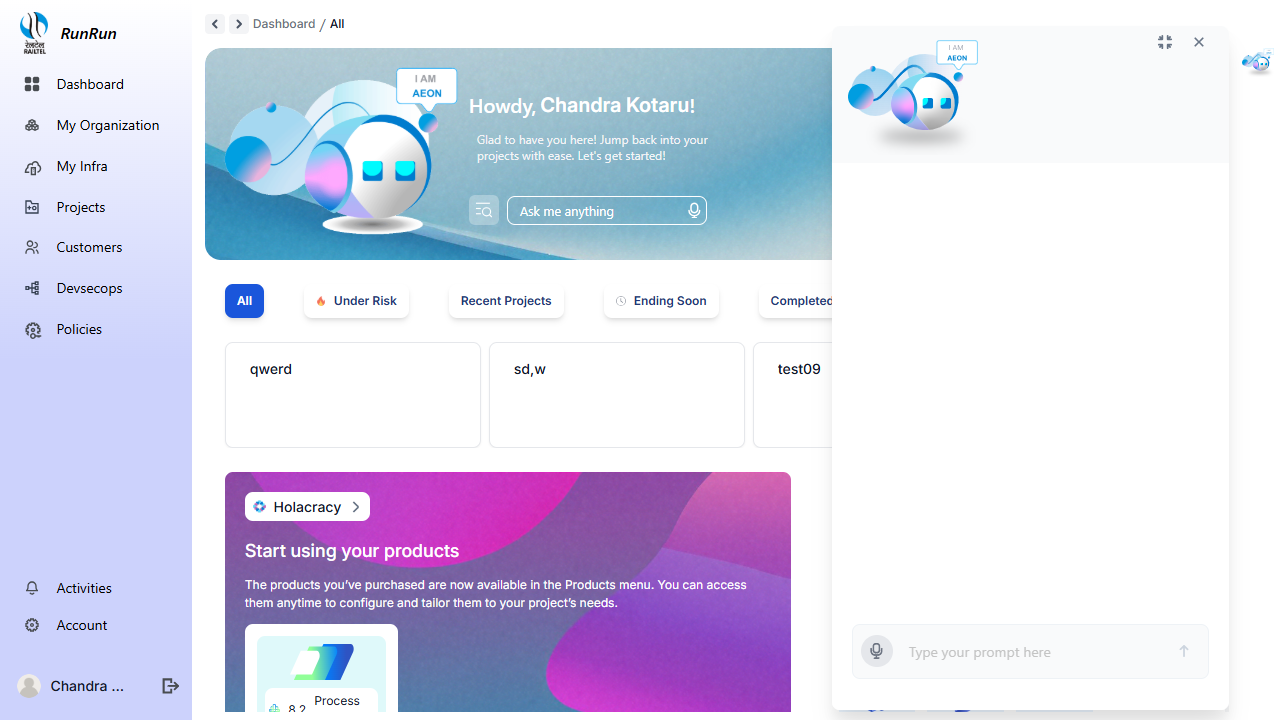 रेलटेल
RAILTEL
RunRun
Dashboard
My Organization
My Infra
Projects
Customers
Devsecops
Policies
Activities
Account
Chandra ...
Dashboard / All
I AM
AEON
Howdy, Chandra Kotaru!
Glad to have you here! Jump back into your
projects with ease. Let's get started!
Ask me anything
All
Under Risk
Recent Projects
Ending Soon
Completed
qwerd
sd,w
test09
Holacracy
Start using your products
The products you've purchased are now available in the Products menu. You can access
them anytime to configure and tailor them to your project's needs.
8.2
Process
I AM
AEON
Type your prompt here